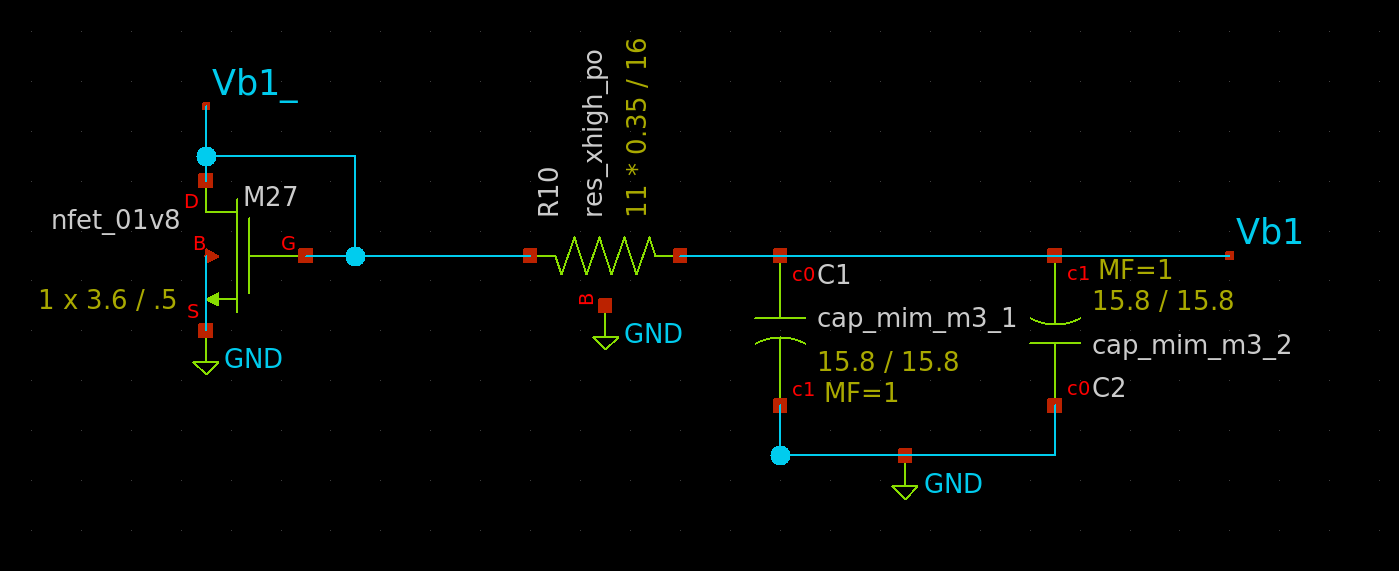 Vb1_
D
M27
nfet_01v8
B
G
1 x 3.6 / .5
S
GND
R10
res_xhigh_po
11 * 0.35 / 16
B
GND
Vb1
c0
C1
cap_mim_m3_1
15.8 / 15.8
c1
MF=1
c1
MF=1
15.8 / 15.8
cap_mim_m3_2
c0
C2
GND